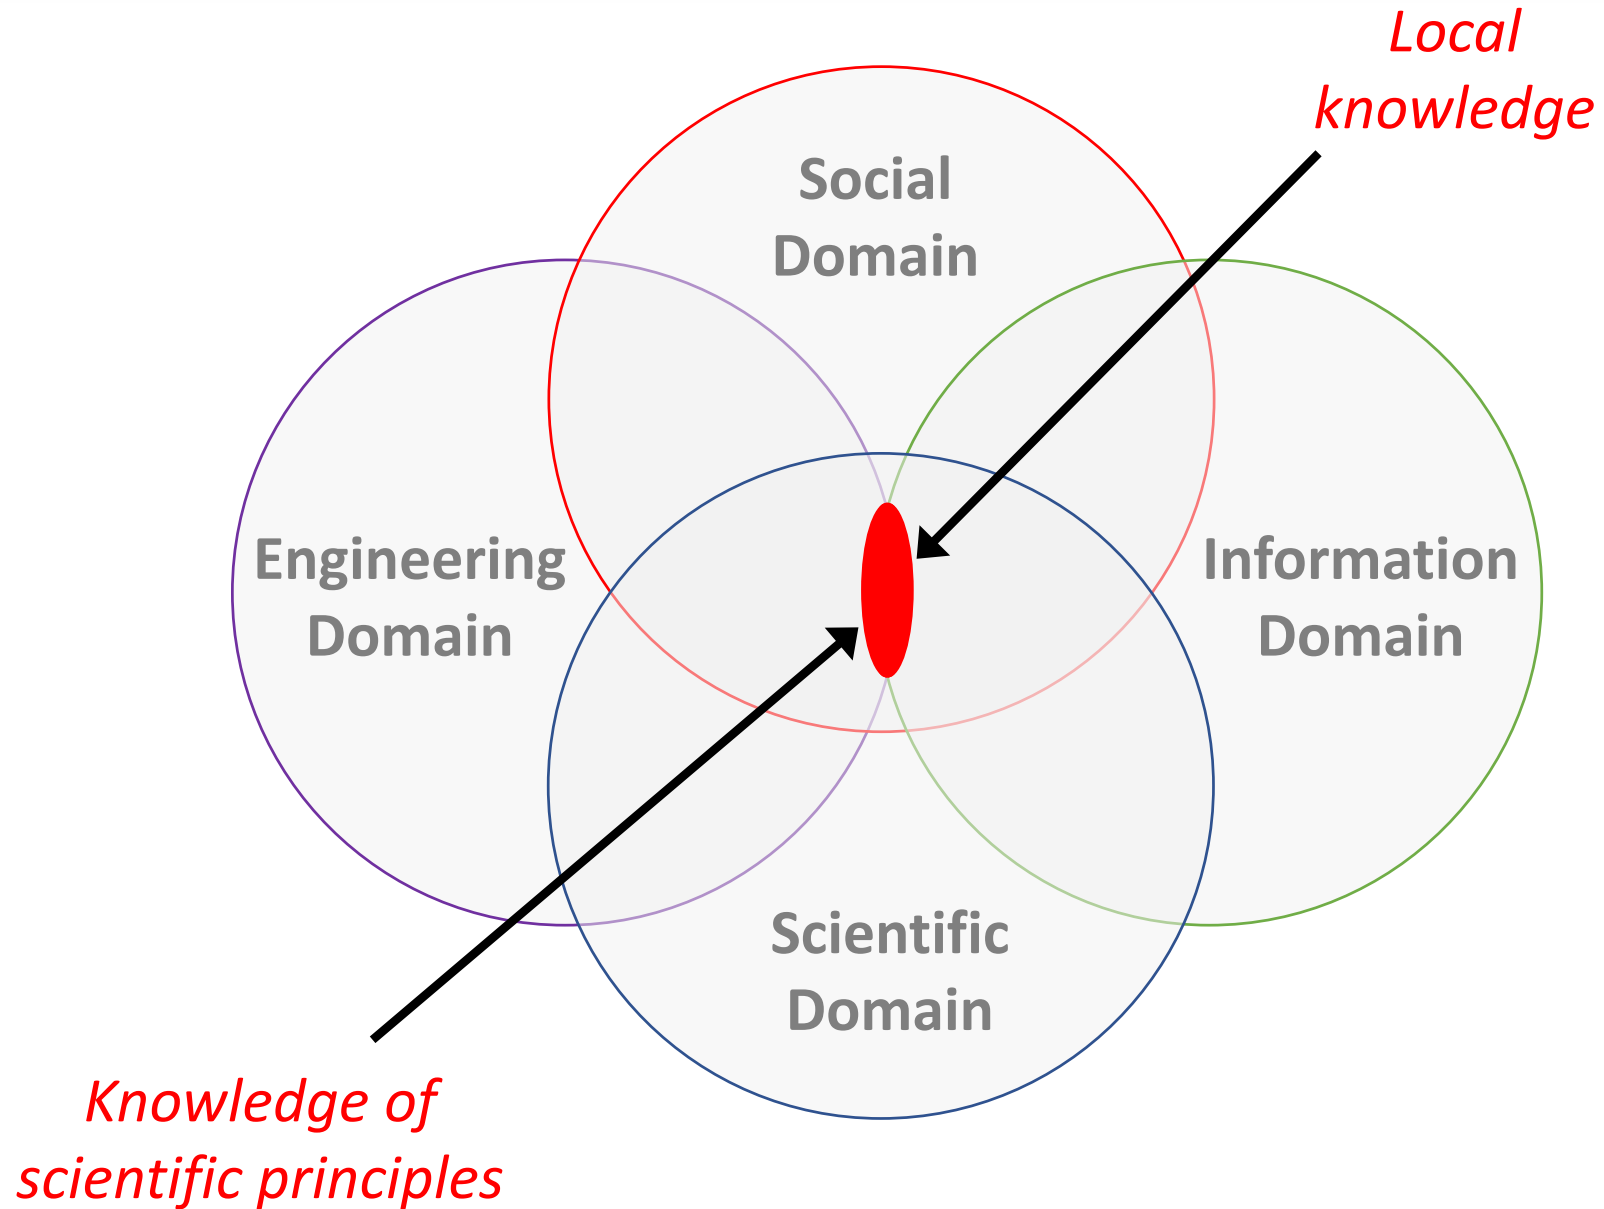 Local
knowledge
Social
Domain
Engineering
Domain
Information
Domain
Scientific
Domain
Knowledge of
scientific principles